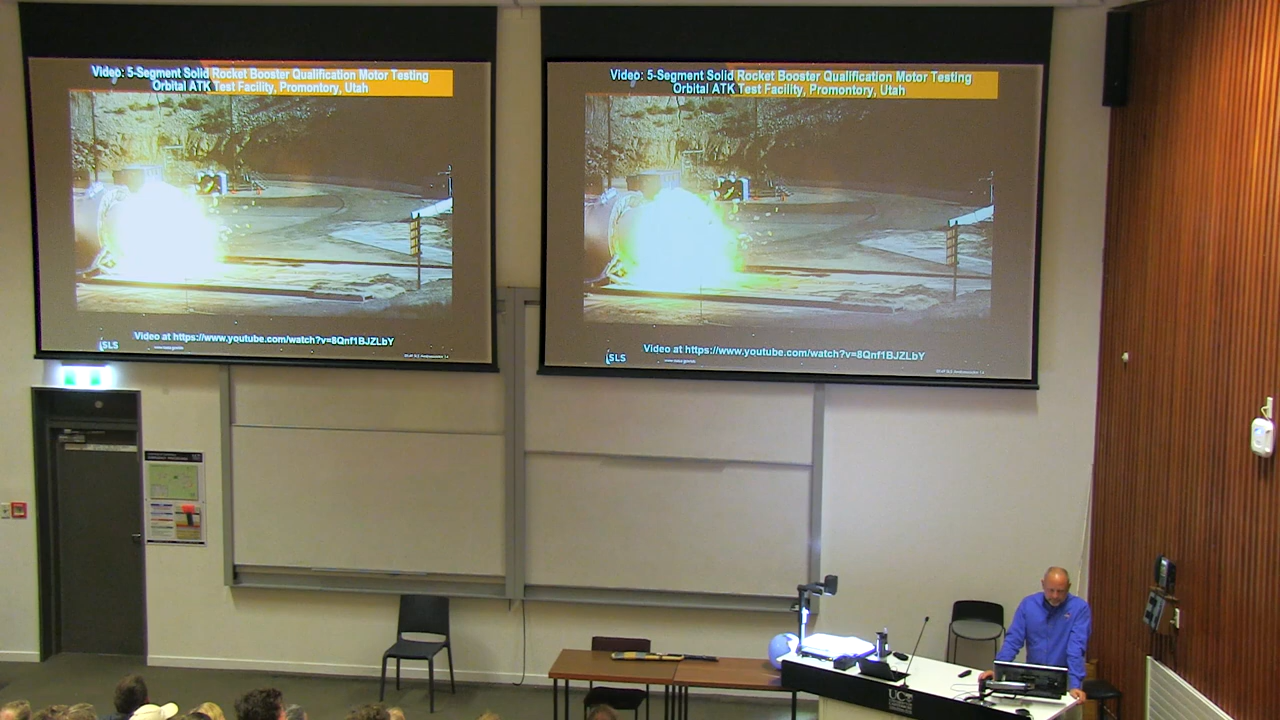 Video: 5-Segment Solid Rocket Booster Qualification Motor Testing
Orbital ATK Test Facility, Promontory, Utah
Video at https://www.youtube.com/watch?v=8Qnf1BJZLbY
SLS
Video: 5-Segment Solid Rocket Booster Qualification Motor Testing
Orbital ATK Test Facility, Promontory, Utah
Video at https://www.youtube.com/watch?v=8Qnf1BJZLbY
SLS
UC